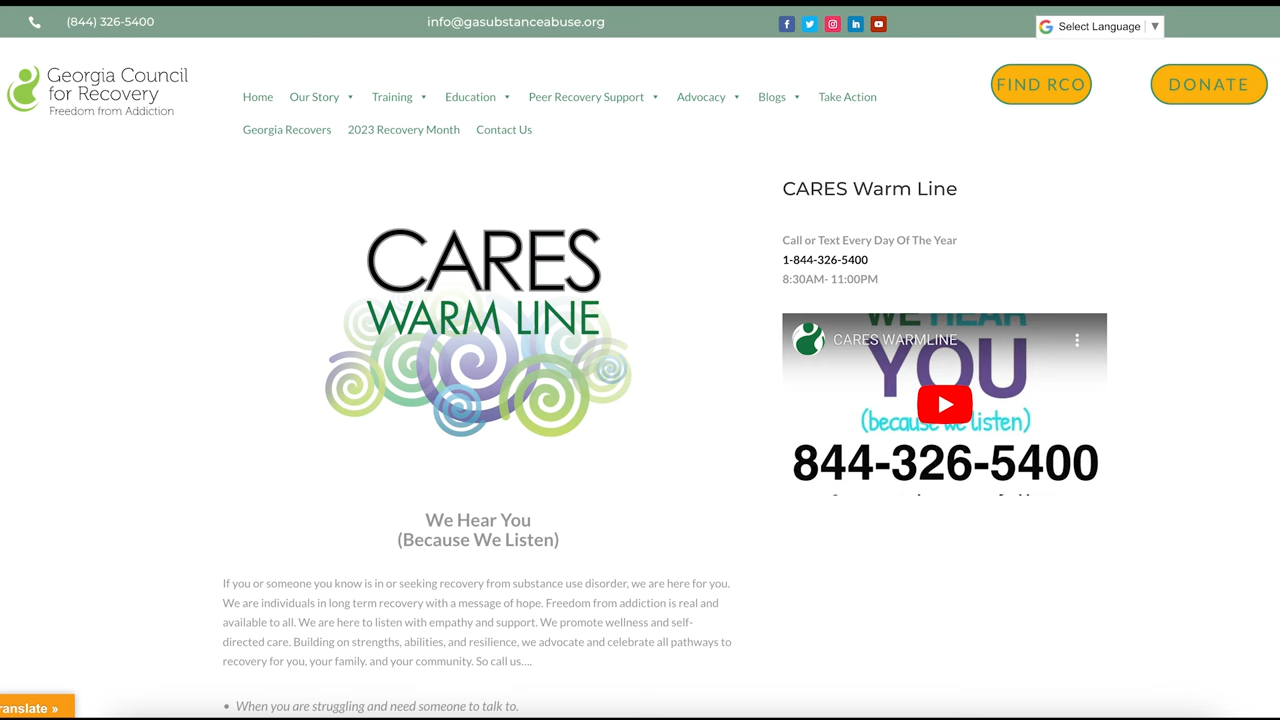 (844) 326-5400
info@gasubstanceabuse.org
Select Language ▼
Georgia Council
for Recovery
Freedom from Addiction
Home Our Story ▼ Training ▼ Education ▼ Peer Recovery Support ▼ Advocacy ▼ Blogs ▼ Take Action
Georgia Recovers 2023 Recovery Month Contact Us
FIND RCO
DONATE
CARES Warm Line
Call or Text Every Day Of The Year
1-844-326-5400
8:30AM- 11:00PM
CARES
WARM LINE
WE HEAR
CARES WARMLINE
YOU
(because we listen)
844-326-5400
We Hear You
(Because We Listen)
If you or someone you know is in or seeking recovery from substance use disorder, we are here for you.
We are individuals in long term recovery with a message of hope. Freedom from addiction is real and
available to all. We are here to listen with empathy and support. We promote wellness and self-
directed care. Building on strengths, abilities, and resilience, we advocate and celebrate all pathways to
recovery for you, your family. and your community. So call us….
• When you are struggling and need someone to talk to.
ranslate »